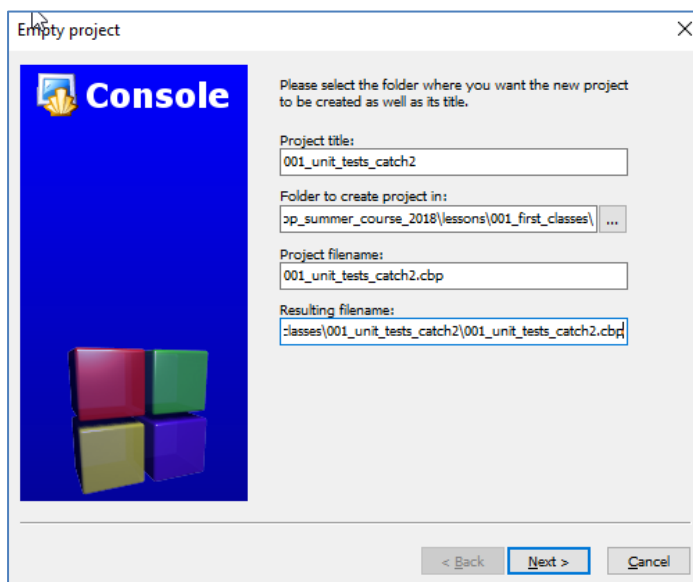 Empty project
Console
Please select the folder where you want the new project
to be created as well as its title.
Project title:
001_unit_tests_catch2
Folder to create project in:
pp_summer_course_2018\lessons\001_first_classes\
...
Project filename:
001_unit_tests_catch2.cbp
Resulting filename:
classes\001_unit_tests_catch2\001_unit_tests_catch2.cbp
< Back
Next >
Cancel